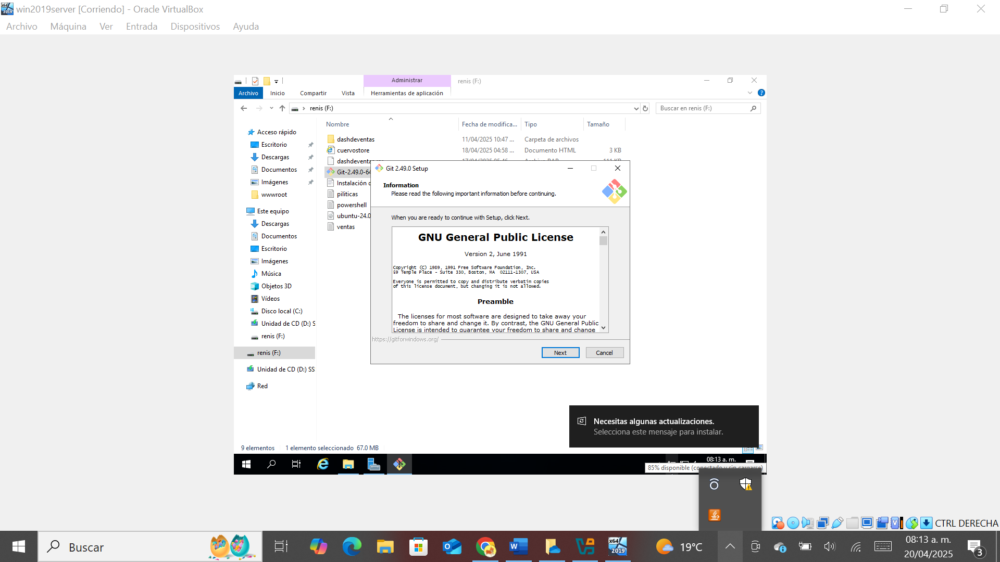 win2019server [Corriendo] - Oracle VirtualBox
Archivo Máquina Ver Entrada Dispositivos Ayuda
Administrar renis (F:)
Archivo Inicio Compartir Vista Herramientas de aplicación
renis (F:) Buscar en renis (F:)
Nombre Fecha de modifica... Tipo Tamaño
Acceso rápido
Escritorio
Descargas
Documentos
Imágenes
wwwroot
Este equipo
Descargas
Documentos
Escritorio
Imágenes
Música
Objetos 3D
Vídeos
Disco local (C:)
Unidad de CD (D:) S
renis (F:)
renis (F:)
Unidad de CD (D:) SS
Red
dashdeventas 11/04/2025 10:47 ... Carpeta de archivos
cuervostore 18/04/2025 04:58 ... Documento HTML 3 KB
dashdeventas
Git-2.49.0-64
Instalación
piliticas
powershell
ubuntu-24.0
ventas
Git 2.49.0 Setup
Information
Please read the following important information before continuing.
When you are ready to continue with Setup, click Next.
GNU General Public License
Version 2, June 1991
Copyright (C) 1989, 1991 Free Software Foundation, Inc.
59 Temple Place - Suite 330, Boston, MA 02111-1307, USA
Everyone is permitted to copy and distribute verbatim copies
of this license document, but changing it is not allowed.
Preamble
The licenses for most software are designed to take away your
freedom to share and change it. By contrast, the GNU General Public
License is intended to guarantee your freedom to share and change
https://gitforwindows.org/
Next Cancel
Necesitas algunas actualizaciones.
Selecciona este mensaje para instalar.
9 elementos 1 elemento seleccionado 67.0 MB
08:13 a. m.
85% disponible (conectado y sin cargarse)
CTRL DERECHA
Buscar
x64
2019
19°C
08:13 a. m.
20/04/2025
3